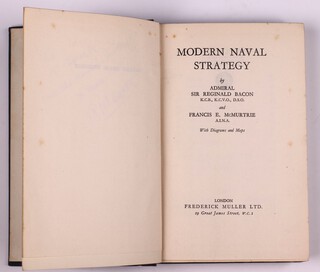 MODERN NAVAL
STRATEGY
by
ADMIRAL
SIR REGINALD BACON
K.C.B., K.C.V.O., D.S.O.
and
FRANCIS E. McMURTRIE
A.I.N.A.
With Diagrams and Maps
LONDON
FREDERICK MULLER LTD.
29 Great James Street, W.C.1